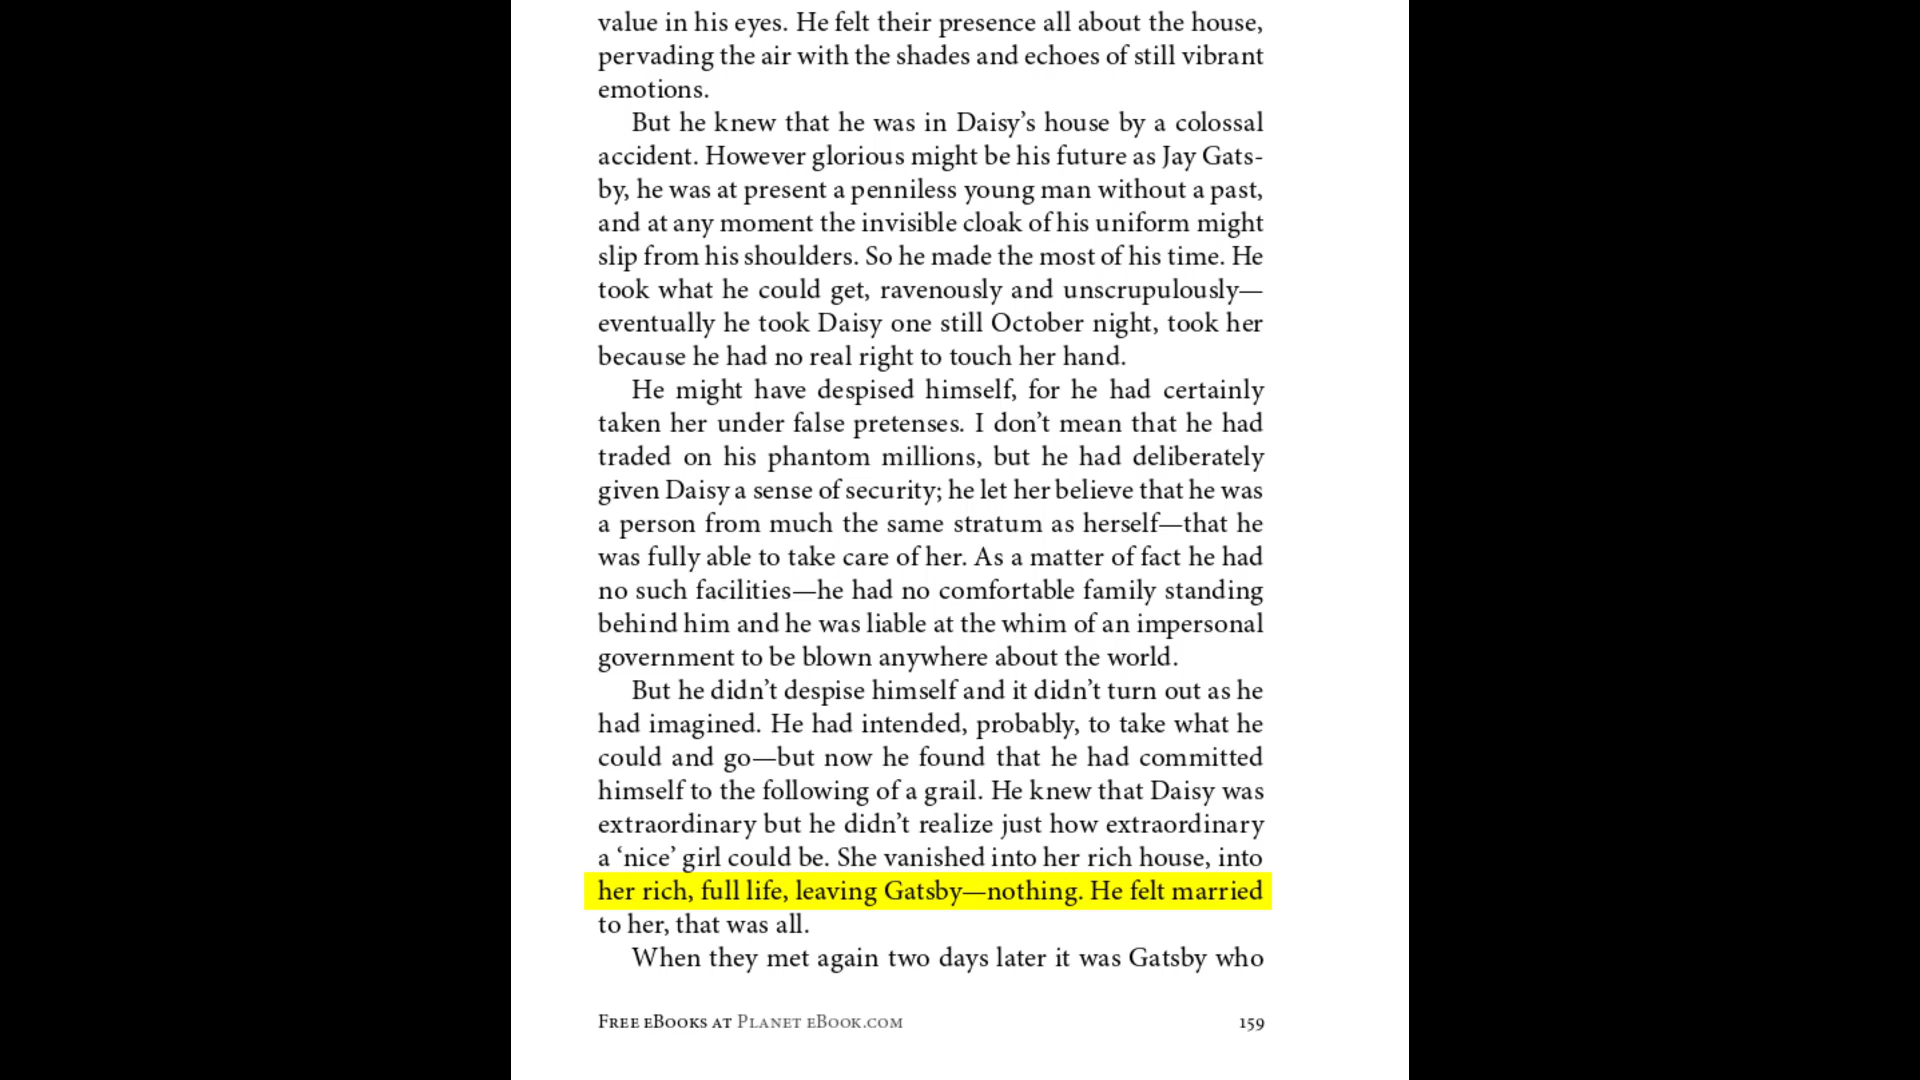 value in his eyes. He felt their presence all about the house,
pervading the air with the shades and echoes of still vibrant
emotions.
But he knew that he was in Daisy’s house by a colossal
accident. However glorious might be his future as Jay Gats-
by, he was at present a penniless young man without a past,
and at any moment the invisible cloak of his uniform might
slip from his shoulders. So he made the most of his time. He
took what he could get, ravenously and unscrupulously—
eventually he took Daisy one still October night, took her
because he had no real right to touch her hand.
He might have despised himself, for he had certainly
taken her under false pretenses. I don’t mean that he had
traded on his phantom millions, but he had deliberately
given Daisy a sense of security; he let her believe that he was
a person from much the same stratum as herself—that he
was fully able to take care of her. As a matter of fact he had
no such facilities—he had no comfortable family standing
behind him and he was liable at the whim of an impersonal
government to be blown anywhere about the world.
But he didn’t despise himself and it didn’t turn out as he
had imagined. He had intended, probably, to take what he
could and go—but now he found that he had committed
himself to the following of a grail. He knew that Daisy was
extraordinary but he didn’t realize just how extraordinary
a ‘nice’ girl could be. She vanished into her rich house, into
her rich, full life, leaving Gatsby—nothing. He felt married
to her, that was all.
When they met again two days later it was Gatsby who
Free eBooks at Planet eBook.com 159